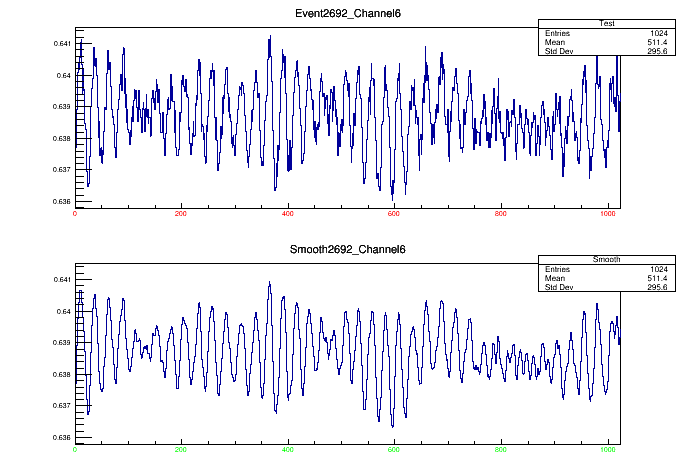 Event2692_Channel6
Test
Entries 1024
Mean 511.4
Std Dev 295.6
0.641
0.64
0.639
0.638
0.637
0.636
0 200 400 600 800 1000
Smooth2692_Channel6
Smooth
Entries 1024
Mean 511.4
Std Dev 295.6
0.641
0.64
0.639
0.638
0.637
0.636
0 200 400 600 800 1000